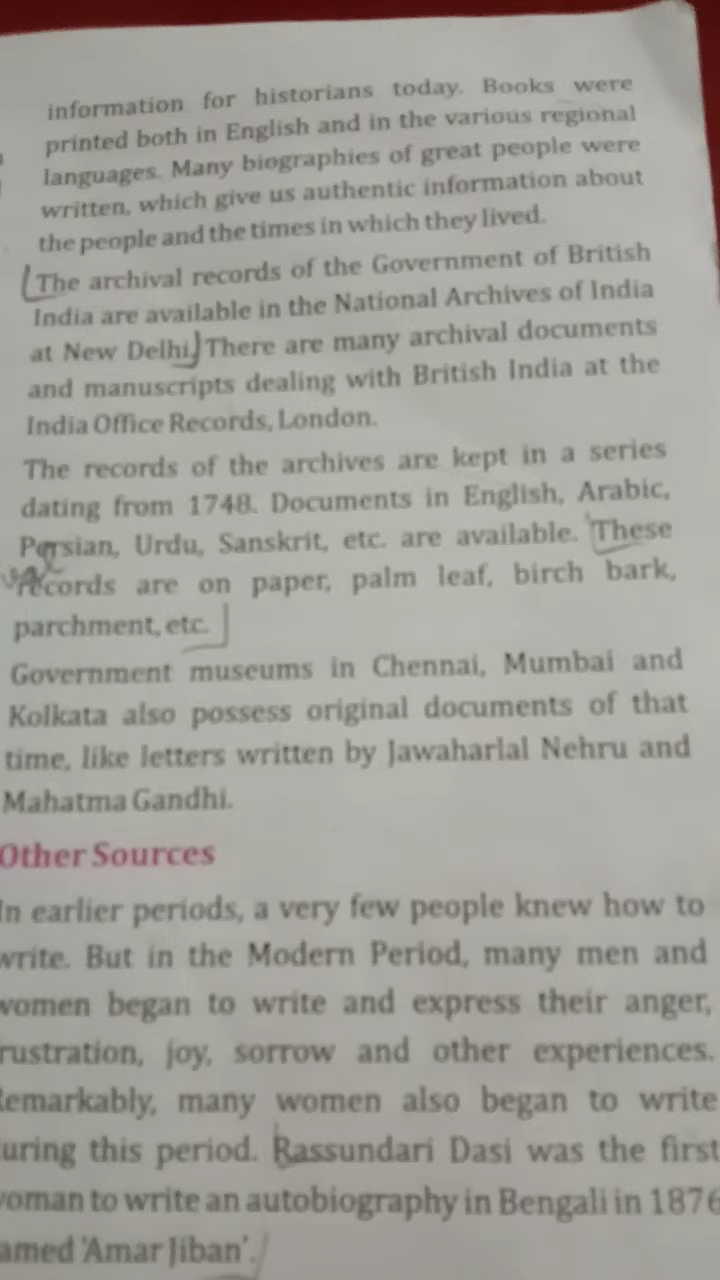 information for historians today. Books were
printed both in English and in the various regional
languages. Many biographies of great people were
written, which give us authentic information about
the people and the times in which they lived.
The archival records of the Government of British
India are available in the National Archives of India
at New Delhi. There are many archival documents
and manuscripts dealing with British India at the
India Office Records, London.
The records of the archives are kept in a series
dating from 1748. Documents in English, Arabic,
Persian, Urdu, Sanskrit, etc. are available. These
records are on paper, palm leaf, birch bark,
parchment, etc.
Government museums in Chennai, Mumbai and
Kolkata also possess original documents of that
time, like letters written by Jawaharlal Nehru and
Mahatma Gandhi.
Other Sources
In earlier periods, a very few people knew how to
write. But in the Modern Period, many men and
women began to write and express their anger,
rustration, joy, sorrow and other experiences.
Remarkably, many women also began to write
uring this period. Rassundari Dasi was the first
woman to write an autobiography in Bengali in 1876
amed 'Amar Jiban'.